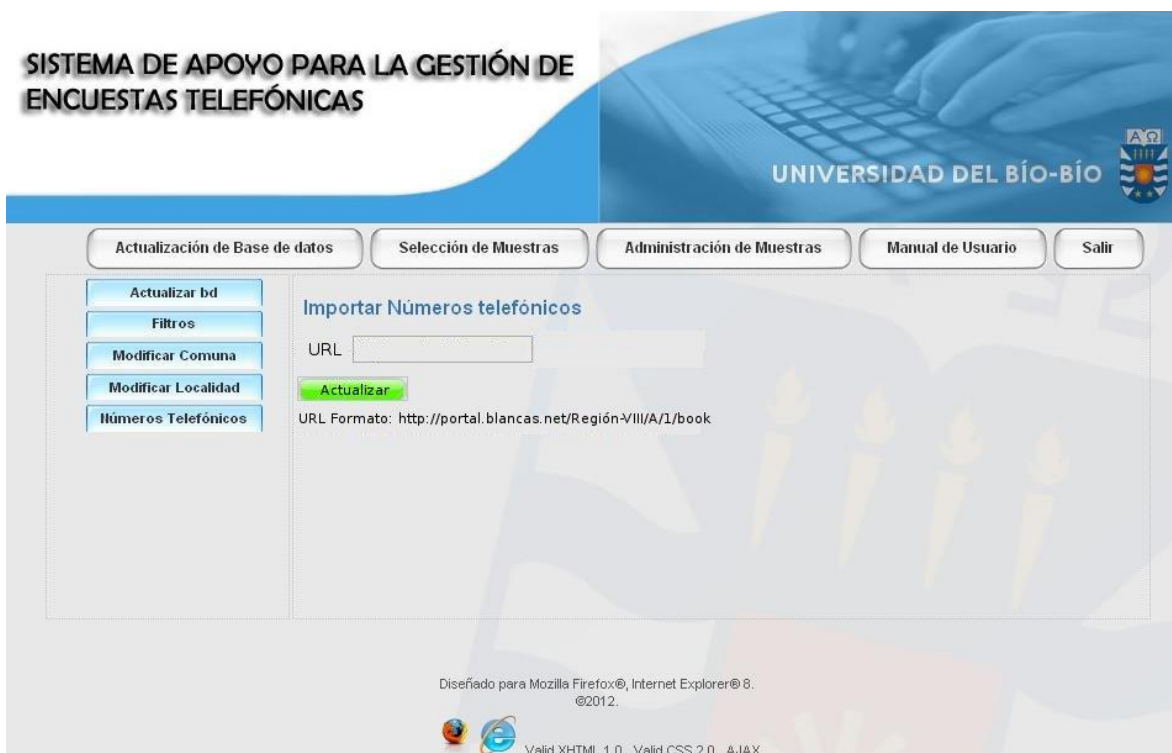 SISTEMA DE APOYO PARA LA GESTIÓN DE
ENCUESTAS TELEFÓNICAS
ΑΩ
UNIVERSIDAD DEL BÍO-BÍO
Actualización de Base de datos
Selección de Muestras
Administración de Muestras
Manual de Usuario
Salir
Actualizar bd
Filtros
Modificar Comuna
Modificar Localidad
Números Telefónicos
Importar Números telefónicos
URL
Actualizar
URL Formato: http://portal.blancas.net/Región-VIII/A/1/book
Diseñado para Mozilla Firefox®, Internet Explorer® 8.
©2012.
Valid XHTML 1.0 , Valid CSS 2.0 , AJAX